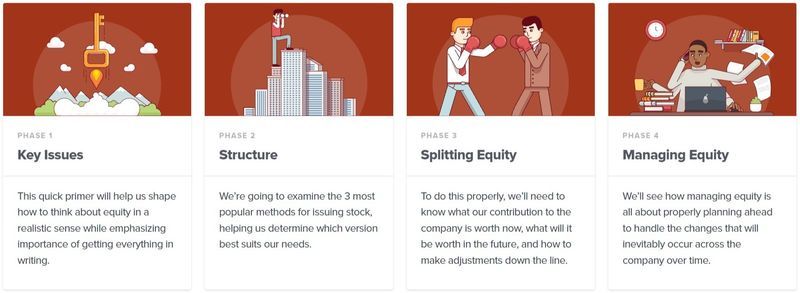 PHASE 1
Key Issues
This quick primer will help us shape
how to think about equity in a
realistic sense while emphasizing
importance of getting everything in
writing.
PHASE 2
Structure
We're going to examine the 3 most
popular methods for issuing stock,
helping us determine which version
best suits our needs.
PHASE 3
Splitting Equity
To do this properly, we'll need to
know what our contribution to the
company is worth now, what will it
be worth in the future, and how to
make adjustments down the line.
PHASE 4
Managing Equity
We'll see how managing equity is
all about properly planning ahead
to handle the changes that will
inevitably occur across the
company over time.